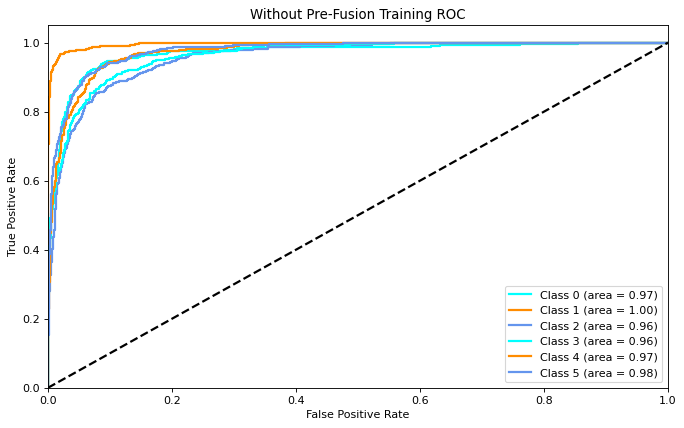 Without Pre-Fusion Training ROC
True Positive Rate
1.0
0.8
0.6
0.4
0.2
0.0
0.0 0.2 0.4 0.6 0.8 1.0
False Positive Rate
Class 0 (area = 0.97)
Class 1 (area = 1.00)
Class 2 (area = 0.96)
Class 3 (area = 0.96)
Class 4 (area = 0.97)
Class 5 (area = 0.98)